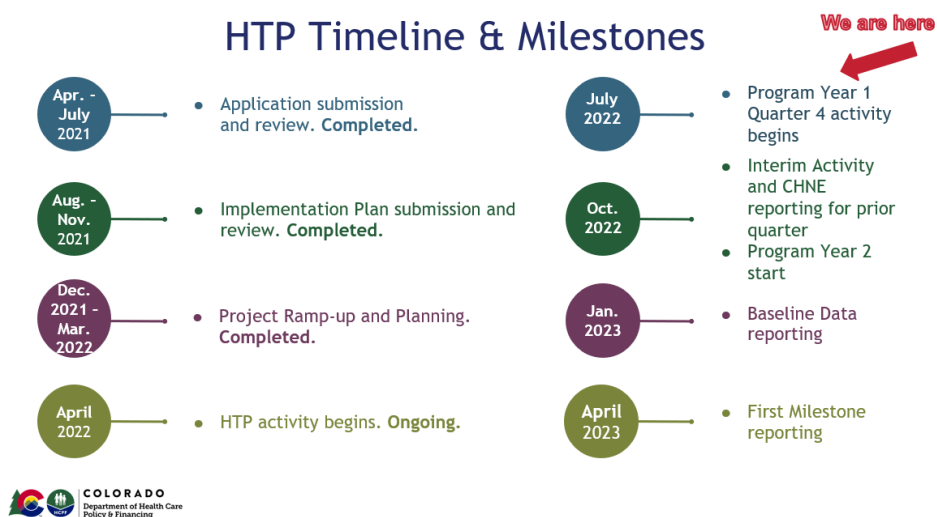 HTP Timeline & Milestones
We are here
Apr. –
July
2021
• Application submission
and review. Completed.
Aug. –
Nov.
2021
• Implementation Plan submission and
review. Completed.
Dec.
2021 –
Mar.
2022
• Project Ramp-up and Planning.
Completed.
April
2022
• HTP activity begins. Ongoing.
July
2022
• Program Year 1
Quarter 4 activity
begins
Oct.
2022
• Interim Activity
and CHNE
reporting for prior
quarter
• Program Year 2
start
Jan.
2023
• Baseline Data
reporting
April
2023
• First Milestone
reporting
HCPF
COLORADO
Department of Health Care
Policy & Financing